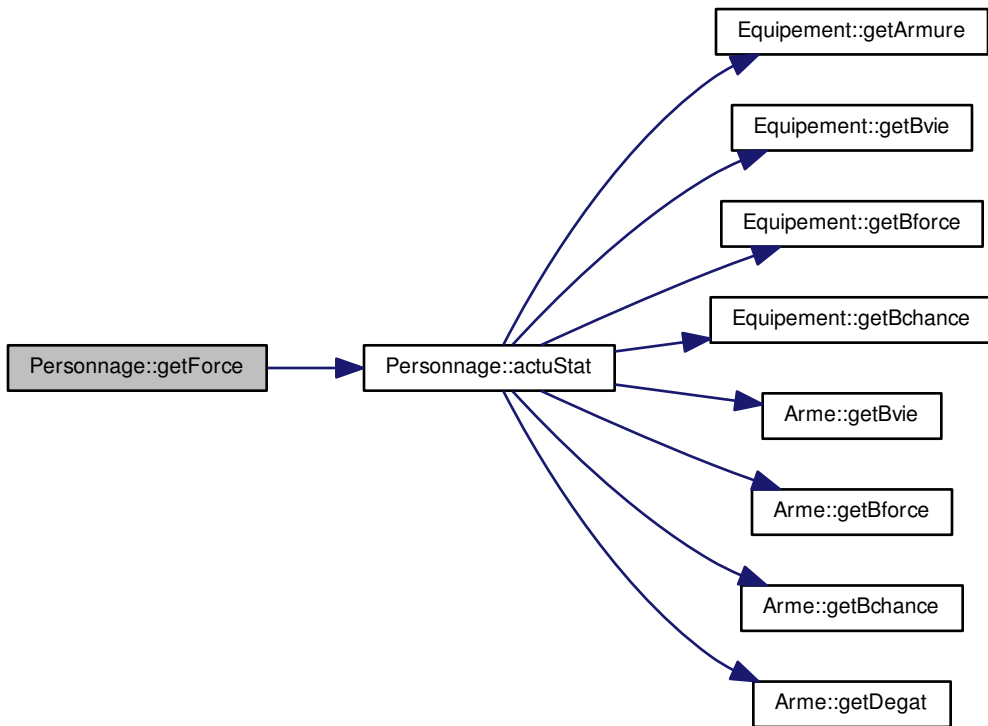 Personnage::getForce
Personnage::actuStat
Equipement::getArmure
Equipement::getBvie
Equipement::getBforce
Equipement::getBchance
Arme::getBvie
Arme::getBforce
Arme::getBchance
Arme::getDegat